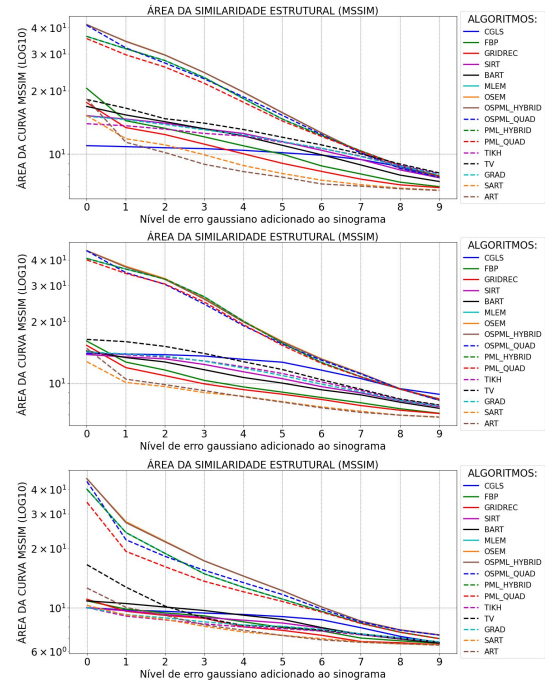 ÁREA DA SIMILARIDADE ESTRUTURAL (MSSIM)
ÁREA DA CURVA MSSIM (LOG10)
4 × 10¹
3 × 10¹
2 × 10¹
10¹
0 1 2 3 4 5 6 7 8 9
Nível de erro gaussiano adicionado ao sinograma
ALGORITMOS:
CGLS
FBP
GRIDREC
SIRT
BART
MLEM
OSEM
OSPML_HYBRID
OSPML_QUAD
PML_HYBRID
PML_QUAD
TIKH
TV
GRAD
SART
ART
ÁREA DA SIMILARIDADE ESTRUTURAL (MSSIM)
ÁREA DA CURVA MSSIM (LOG10)
4 × 10¹
3 × 10¹
2 × 10¹
10¹
0 1 2 3 4 5 6 7 8 9
Nível de erro gaussiano adicionado ao sinograma
ALGORITMOS:
CGLS
FBP
GRIDREC
SIRT
BART
MLEM
OSEM
OSPML_HYBRID
OSPML_QUAD
PML_HYBRID
PML_QUAD
TIKH
TV
GRAD
SART
ART
ÁREA DA SIMILARIDADE ESTRUTURAL (MSSIM)
ÁREA DA CURVA MSSIM (LOG10)
4 × 10¹
3 × 10¹
2 × 10¹
10¹
6 × 10⁰
0 1 2 3 4 5 6 7 8 9
Nível de erro gaussiano adicionado ao sinograma
ALGORITMOS:
CGLS
FBP
GRIDREC
SIRT
BART
MLEM
OSEM
OSPML_HYBRID
OSPML_QUAD
PML_HYBRID
PML_QUAD
TIKH
TV
GRAD
SART
ART